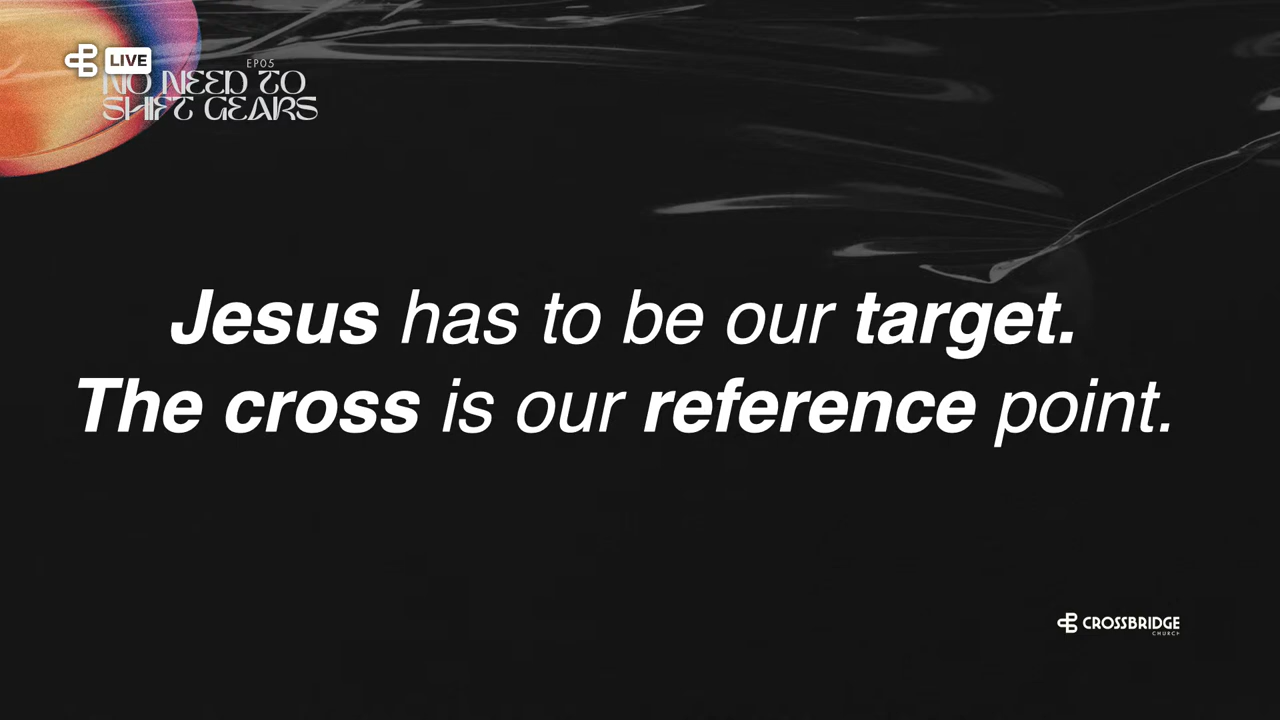 LIVE
EP05
NO NEED TO
SHIFT GEARS
Jesus has to be our target.
The cross is our reference point.
CROSSBRIDGE
CHURCH